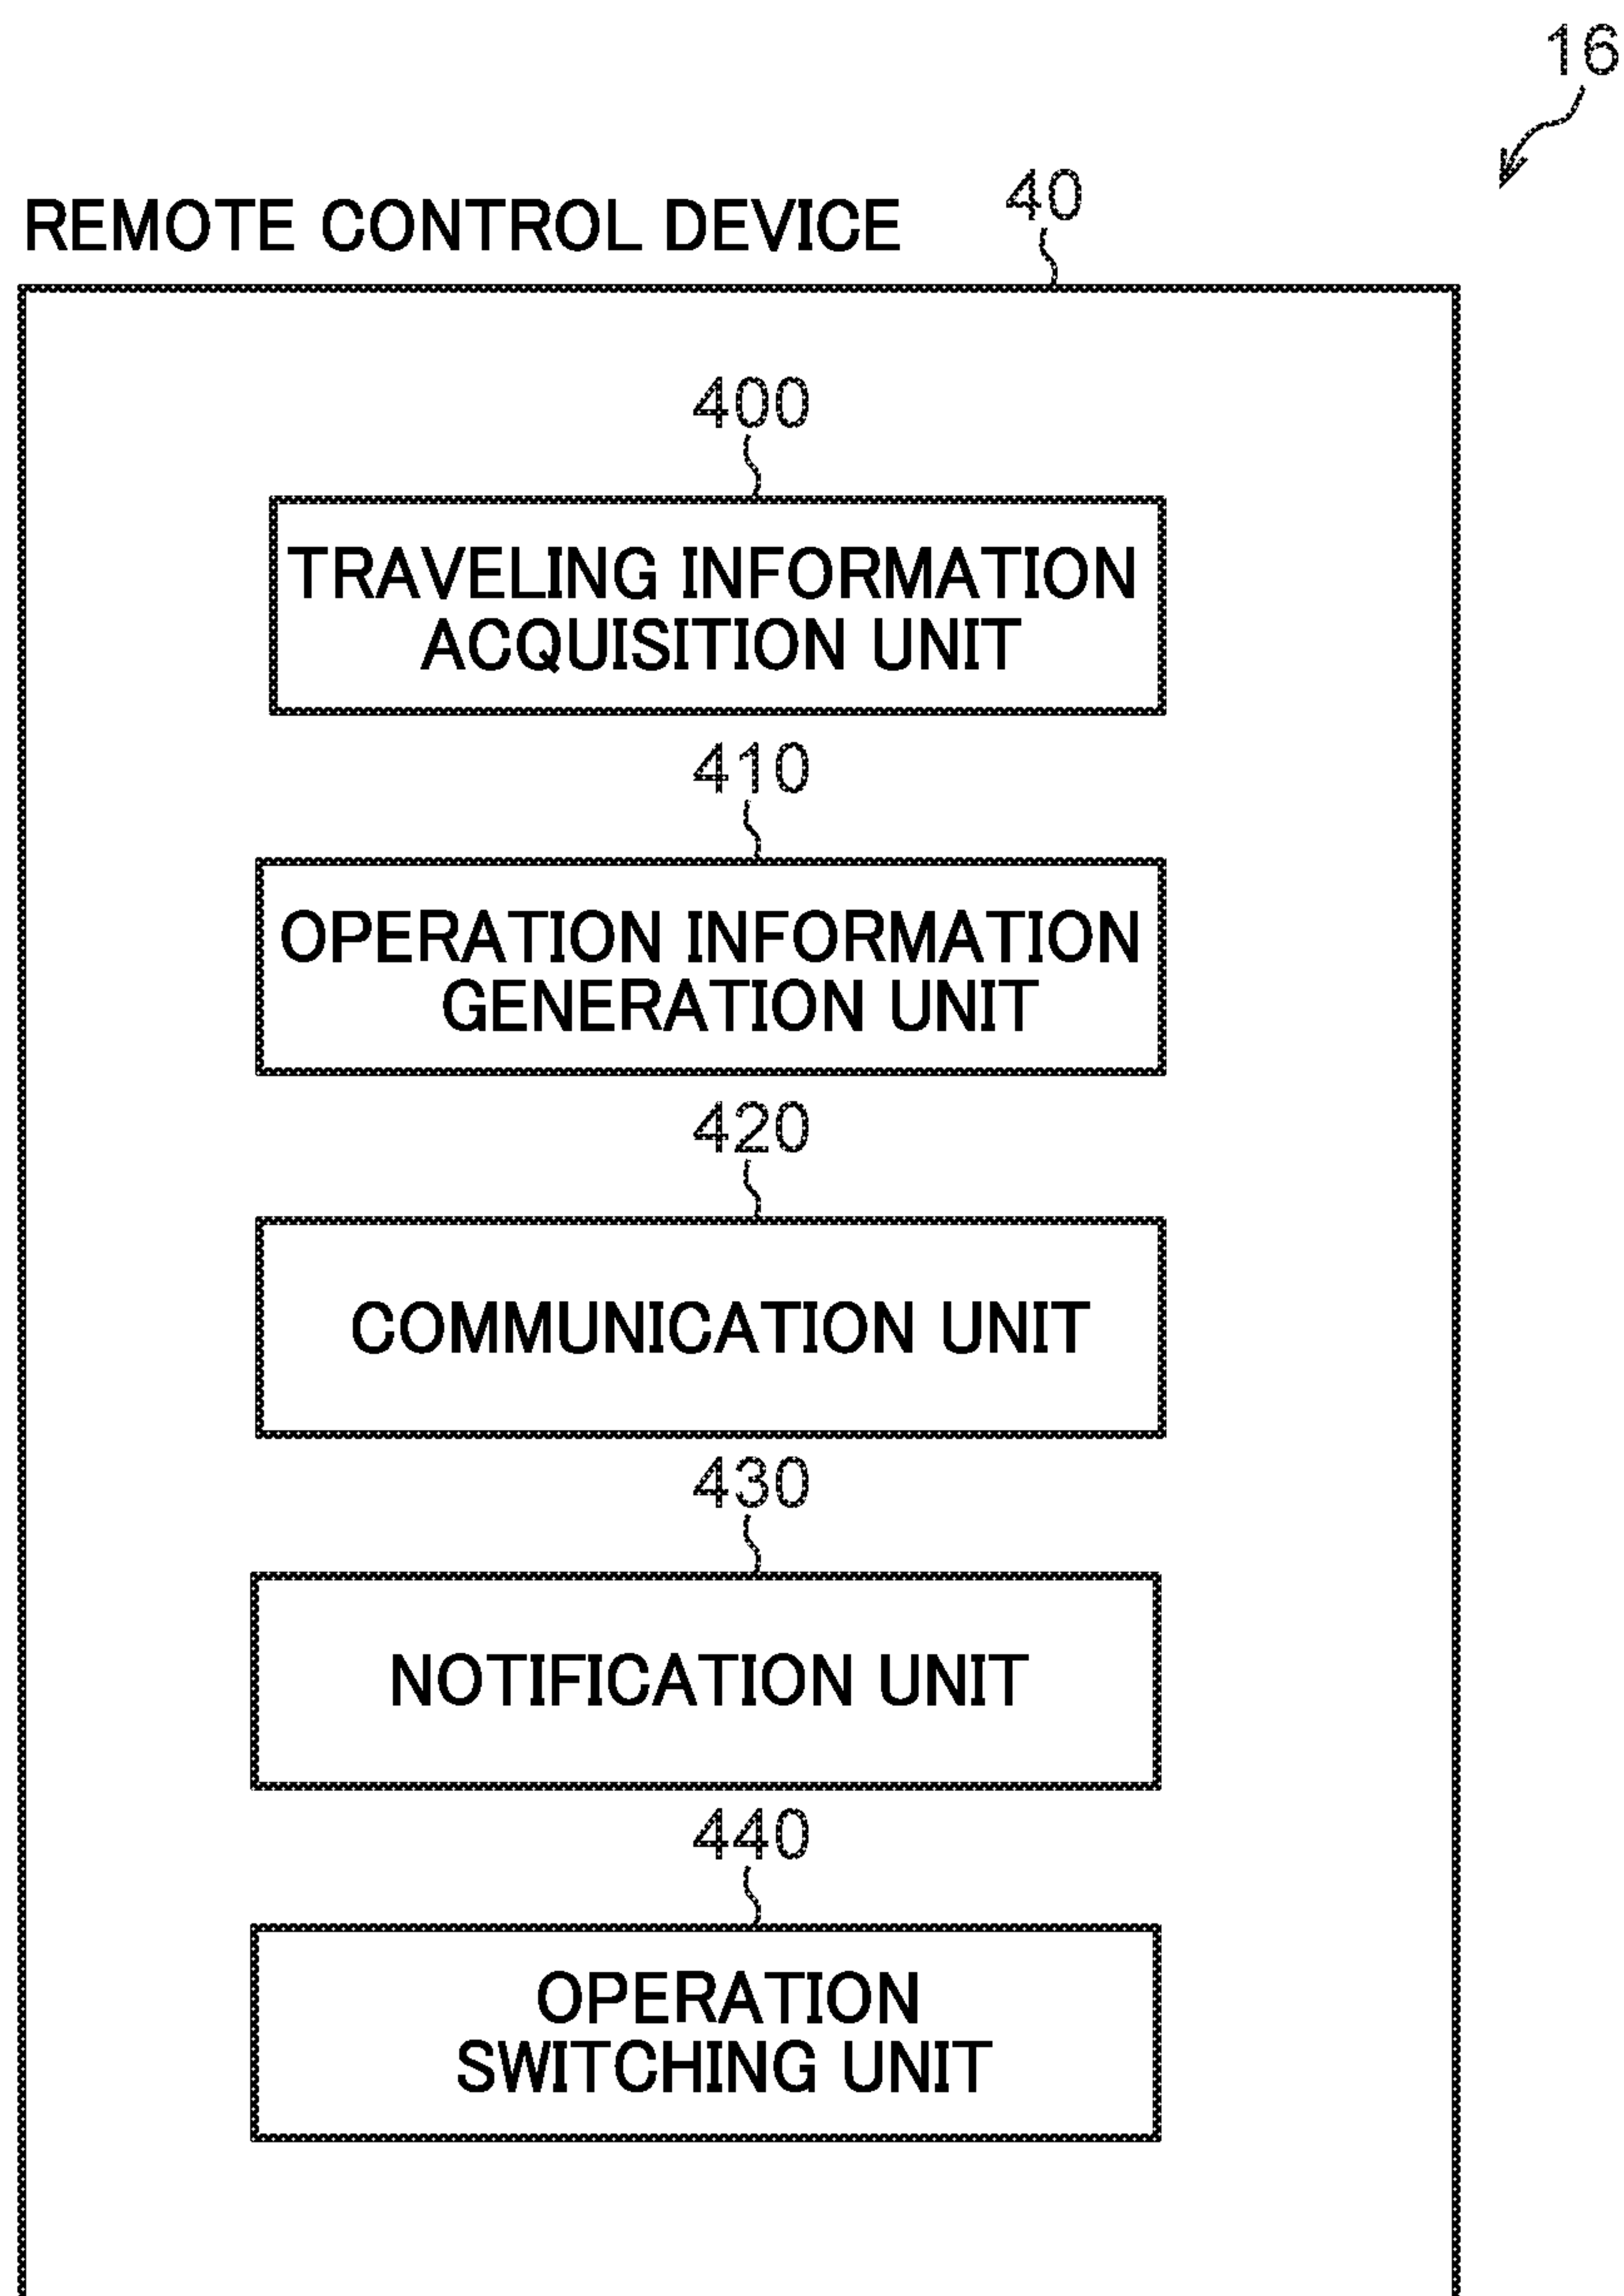 16
REMOTE CONTROL DEVICE
40
400
TRAVELING INFORMATION
ACQUISITION UNIT
410
OPERATION INFORMATION
GENERATION UNIT
420
COMMUNICATION UNIT
430
NOTIFICATION UNIT
440
OPERATION
SWITCHING UNIT